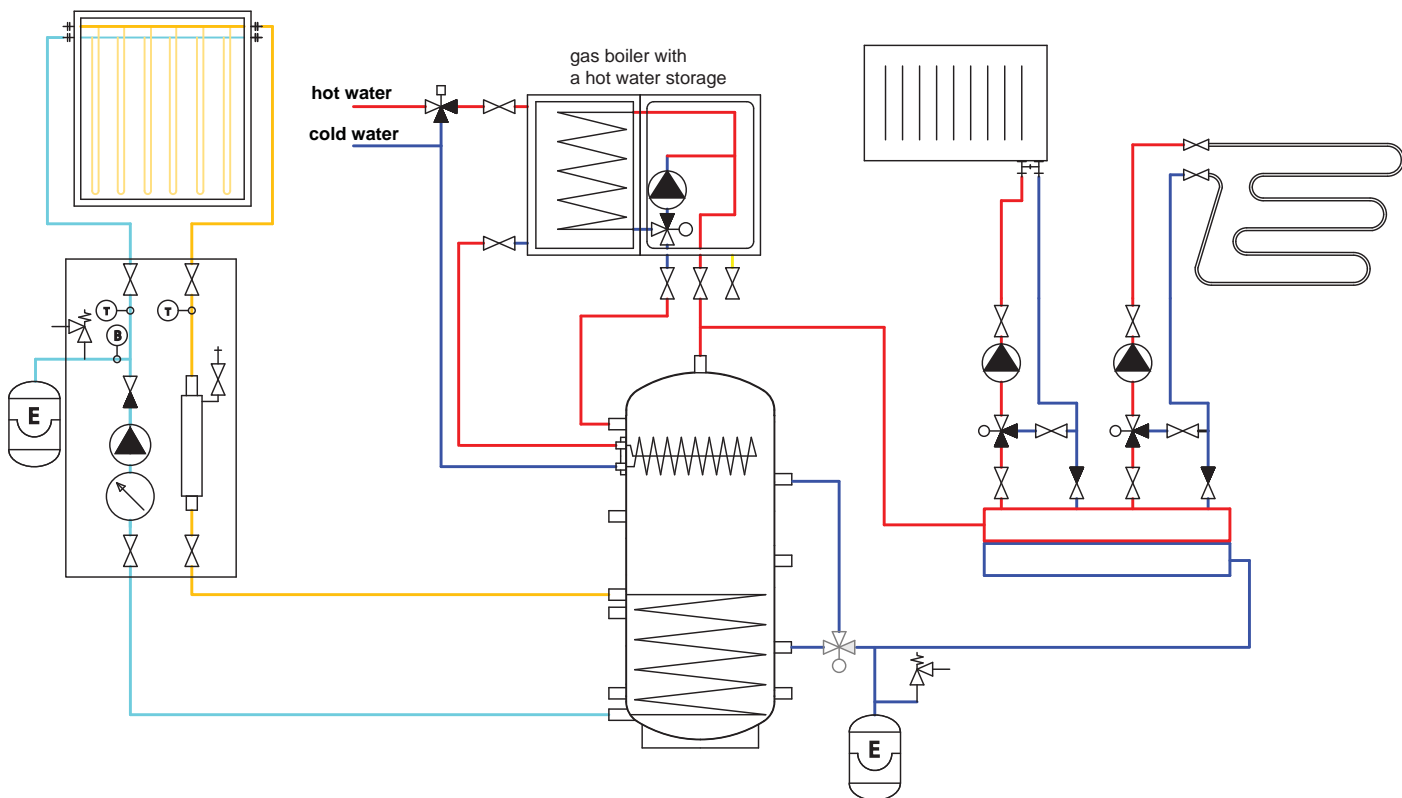 gas boiler with
a hot water storage
hot water
cold water
T
T
B
E
E